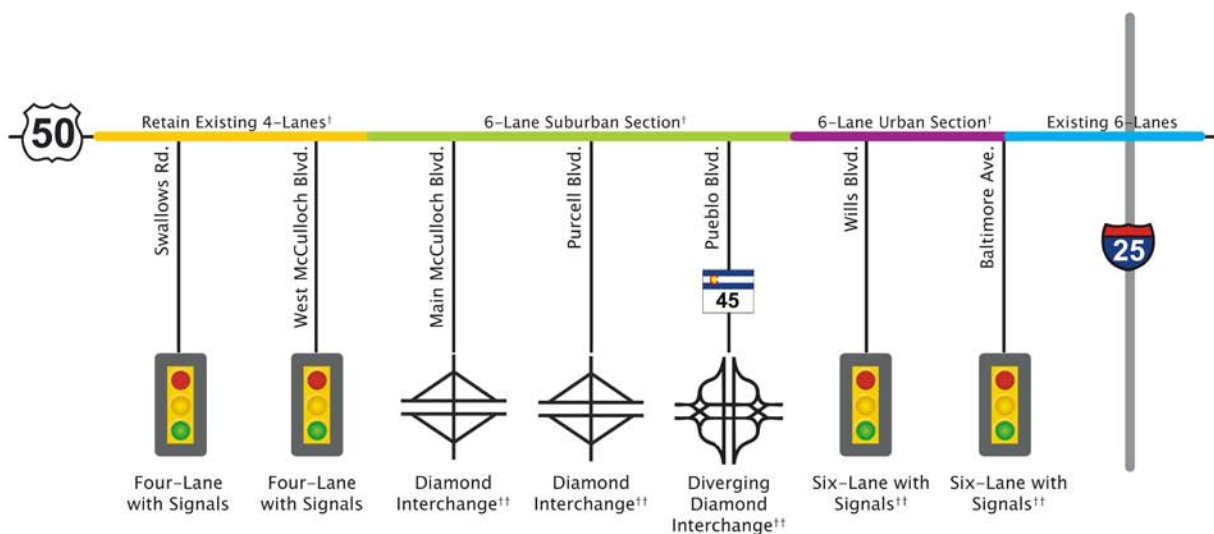 50
Retain Existing 4-Lanes†
6-Lane Suburban Section†
6-Lane Urban Section†
Existing 6-Lanes
Swallows Rd.
West McCulloch Blvd.
Main McCulloch Blvd.
Purcell Blvd.
Pueblo Blvd.
Wills Blvd.
Baltimore Ave.
25
45
Four-Lane
with Signals
Four-Lane
with Signals
Diamond
Interchange††
Diamond
Interchange††
Diverging
Diamond
Interchange††
Six-Lane with
Signals††
Six-Lane with
Signals††